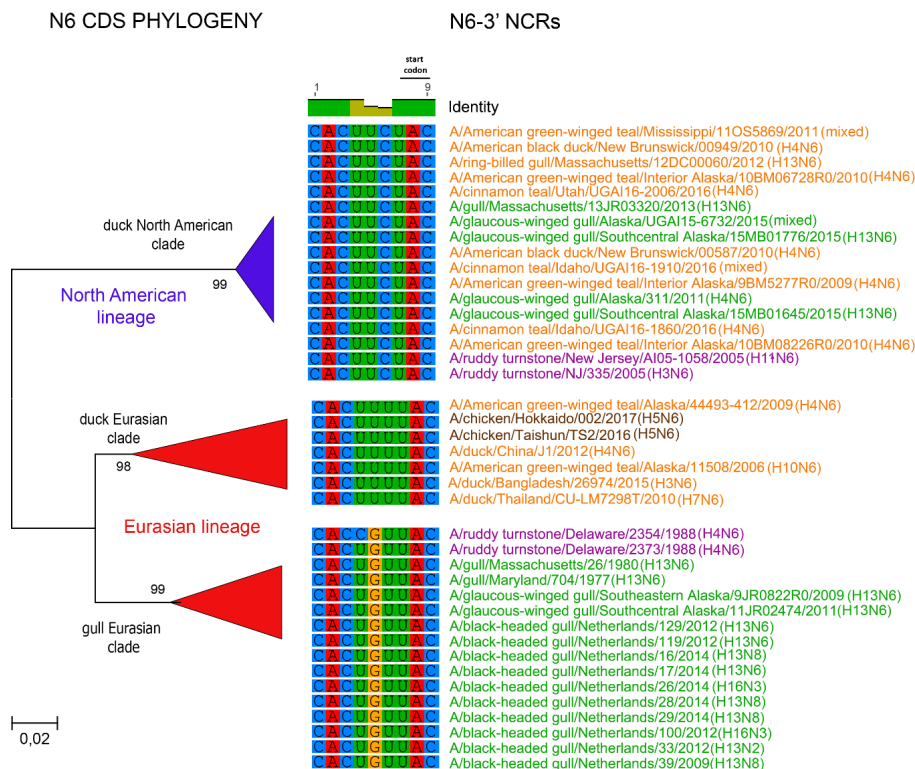 N6 CDS PHYLOGENY
N6-3' NCRs
start
codon
1 9
Identity
CACUUCUAC A/American green-winged teal/Mississippi/11OS5869/2011(mixed)
CACUUCUAC A/American black duck/New Brunswick/00949/2010(H4N6)
CACUUCUAC A/ring-billed gull/Massachusetts/12DC00060/2012(H13N6)
CACUUCUAC A/American green-winged teal/Interior Alaska/10BM06728R0/2010(H4N6)
CACUUCUAC A/cinnamon teal/Utah/UGAI16-2006/2016(H4N6)
CACUUCUAC A/gull/Massachusetts/13JR03320/2013(H13N6)
CACUUCUAC A/glaucous-winged gull/Alaska/UGAI15-6732/2015(mixed)
CACUUCUAC A/glaucous-winged gull/Southcentral Alaska/15MB01776/2015(H13N6)
CACUUCUAC A/American black duck/New Brunswick/00587/2010(H4N6)
CACUUCUAC A/cinnamon teal/Idaho/UGAI16-1910/2016(mixed)
CACUUCUAC A/American green-winged teal/Interior Alaska/9BM5277R0/2009(H4N6)
CACUUCUAC A/glaucous-winged gull/Alaska/311/2011(H4N6)
CACUUCUAC A/glaucous-winged gull/Southcentral Alaska/15MB01645/2015(H13N6)
CACUUCUAC A/cinnamon teal/Idaho/UGAI16-1860/2016(H4N6)
CACUUCUAC A/American green-winged teal/Interior Alaska/10BM08226R0/2010(H4N6)
CACUUCUAC A/ruddy turnstone/New Jersey/AI05-1058/2005(H11N6)
CACUUCUAC A/ruddy turnstone/NJ/335/2005(H3N6)
duck North American
clade
99
North American
lineage
CACUUUUAC A/American green-winged teal/Alaska/44493-412/2009(H4N6)
CACUUUUAC A/chicken/Hokkaido/002/2017(H5N6)
CACUUUUAC A/chicken/Taishun/TS2/2016(H5N6)
CACUUUUAC A/duck/China/J1/2012(H4N6)
CACUUUUAC A/American green-winged teal/Alaska/11508/2006(H10N6)
CACUUUUAC A/duck/Bangladesh/26974/2015(H3N6)
CACUUUUAC A/duck/Thailand/CU-LM7298T/2010(H7N6)
duck Eurasian
clade
98
Eurasian lineage
CACCGUUAC A/ruddy turnstone/Delaware/2354/1988(H4N6)
CACUGUUAC A/ruddy turnstone/Delaware/2373/1988(H4N6)
CACUGUUAC A/gull/Massachusetts/26/1980(H13N6)
CACUGUUAC A/gull/Maryland/704/1977(H13N6)
CACUGUUAC A/glaucous-winged gull/Southeastern Alaska/9JR0822R0/2009(H13N6)
CACUGUUAC A/glaucous-winged gull/Southcentral Alaska/11JR02474/2011(H13N6)
CACUGUUAC A/black-headed gull/Netherlands/129/2012(H13N6)
CACUGUUAC A/black-headed gull/Netherlands/119/2012(H13N6)
CACUGUUAC A/black-headed gull/Netherlands/16/2014(H13N8)
CACUGUUAC A/black-headed gull/Netherlands/17/2014(H13N6)
CACUGUUAC A/black-headed gull/Netherlands/26/2014(H16N3)
CACUGUUAC A/black-headed gull/Netherlands/28/2014(H13N8)
CACUGUUAC A/black-headed gull/Netherlands/29/2014(H13N8)
CACUGUUAC A/black-headed gull/Netherlands/100/2012(H16N3)
CACUGUUAC A/black-headed gull/Netherlands/33/2012(H13N2)
CACUGUUAC A/black-headed gull/Netherlands/39/2009(H13N8)
99
gull Eurasian
clade
0,02